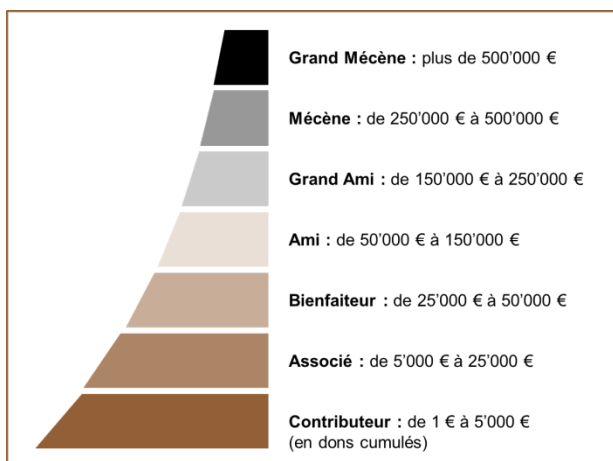 Grand Mécène : plus de 500’000 €
Mécène : de 250’000 € à 500’000 €
Grand Ami : de 150’000 € à 250’000 €
Ami : de 50’000 € à 150’000 €
Bienfaiteur : de 25’000 € à 50’000 €
Associé : de 5’000 € à 25’000 €
Contributeur : de 1 € à 5’000 €
(en dons cumulés)